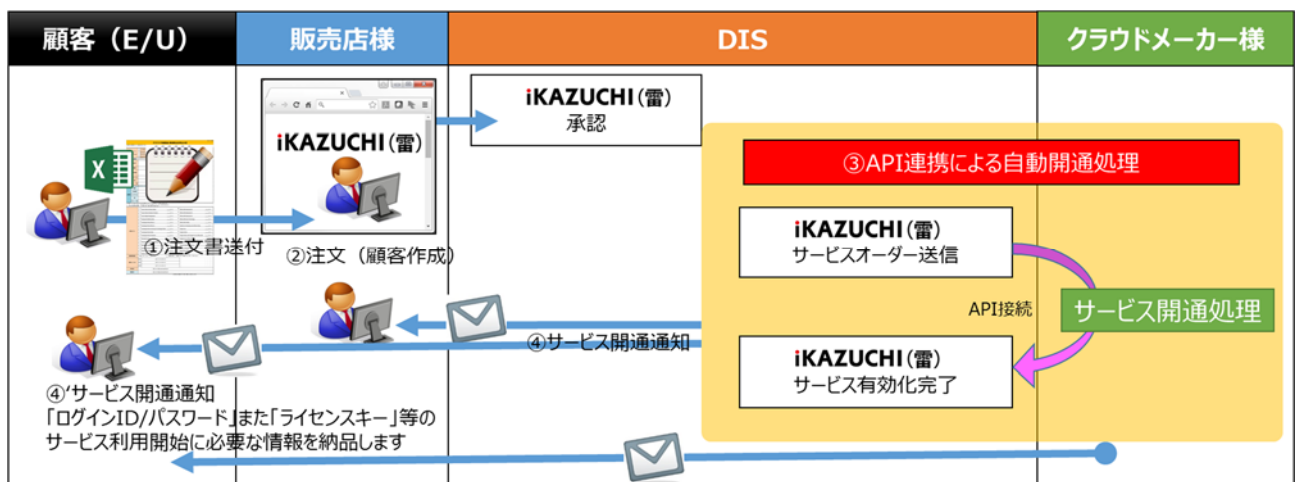 顧客（E/U）
販売店様
DIS
クラウドメーカー様
iKAZUCHI(雷)
承認
iKAZUCHI(雷)
③API連携による自動開通処理
X
①注文書送付
②注文（顧客作成）
iKAZUCHI(雷)
サービスオーダー送信
API接続
サービス開通処理
④サービス開通通知
iKAZUCHI(雷)
サービス有効化完了
④‘サービス開通通知
「ログインID/パスワード」また「ライセンスキー」等の
サービス利用開始に必要な情報を納品します